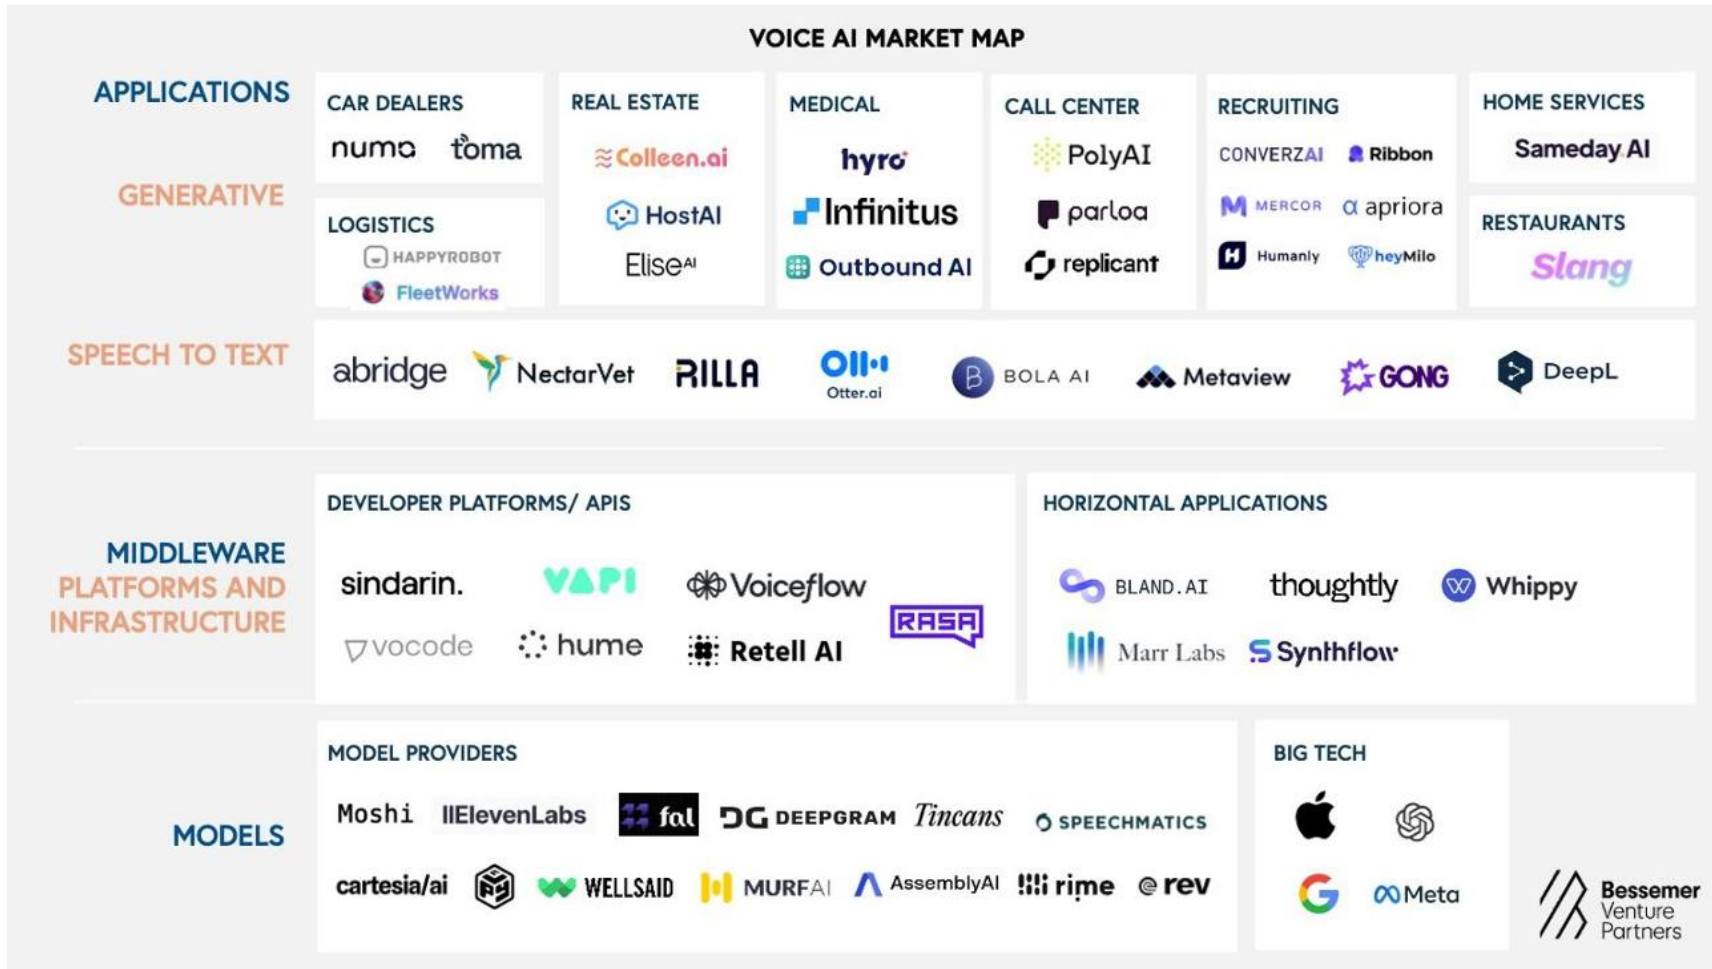 VOICE AI MARKET MAP
APPLICATIONS
GENERATIVE
CAR DEALERS
numa toma
LOGISTICS
HAPPYROBOT
FleetWorks
REAL ESTATE
Colleen.ai
HostAI
EliseAI
MEDICAL
hyro
Infinitus
Outbound AI
CALL CENTER
PolyAI
parloa
replicant
RECRUITING
CONVERZAI Ribbon
MERCOR apriora
Humanly heyMilo
HOME SERVICES
Sameday.AI
RESTAURANTS
Slang
SPEECH TO TEXT
abridge NectarVet RILLA Otter.ai B BOLA AI Metaview GONG DeepL
MIDDLEWARE
PLATFORMS AND
INFRASTRUCTURE
DEVELOPER PLATFORMS/ APIS
sindarin. VAPI Voiceflow
RASA
vocode hume Retell AI
HORIZONTAL APPLICATIONS
BLAND.AI thoughtly Whippy
Marr Labs Synthflow
MODELS
MODEL PROVIDERS
Moshi IIElevenLabs fal DG DEEPGRAM Tincans SPEECHMATICS
cartesia/ai WELLSAID MURFAI AssemblyAI rime rev
BIG TECH
Meta
Bessemer
Venture
Partners